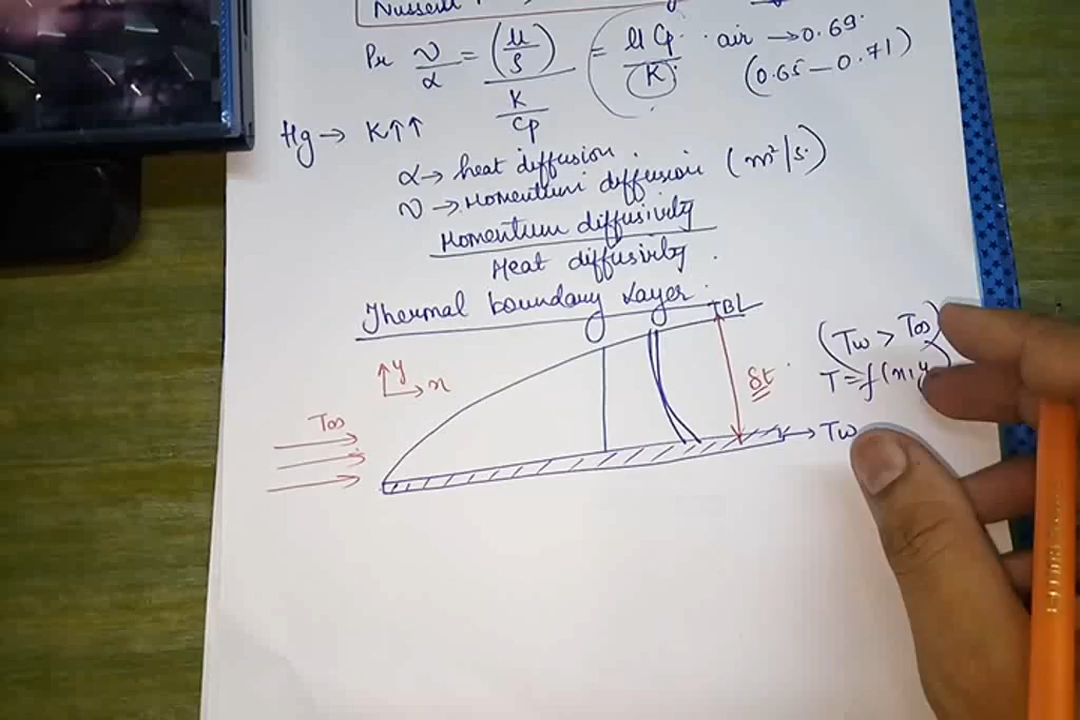 Nusselt
Pr ν/α = (μ/ρ)/(K/Cp) = μCp/K . air → 0.69
(0.65 – 0.71)
Hg → K↑↑
α → heat diffusion
ν → Momentum diffusion (m²/s.)
Momentum diffusivity
Heat diffusivity .
Thermal boundary Layer.
TBL
y
x
T∞
δt
(Tw > T∞)
T = f(x,y)
→ Tw